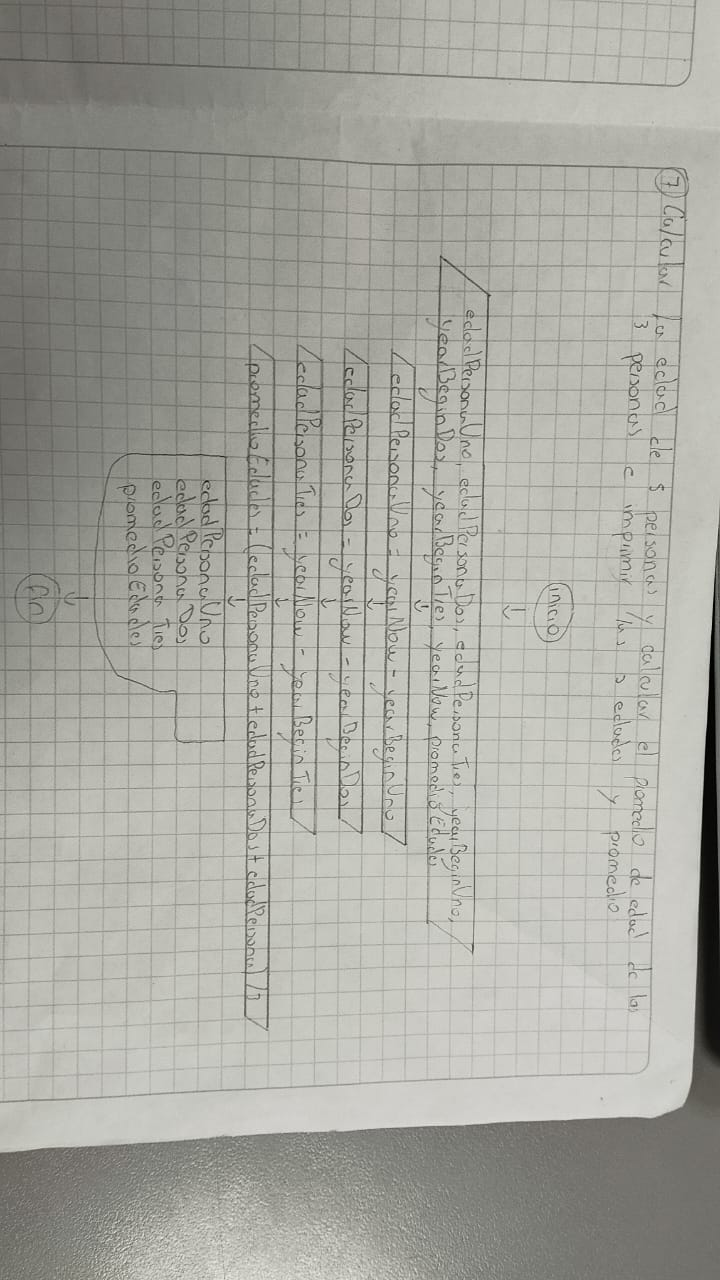 7 Calcular la edad de 3 personas y calcular el promedio de edad de las
3 personas e imprimir las 3 edades y promedio
inicio
edadPersonaUno, edadPersonaDos, edadPersonaTres, yearBeginUno,
yearBeginDos, yearBeginTres, yearNow, promedioEdades
edadPersonaUno = yearNow - yearBeginUno
edadPersonaDos = yearNow - yearBeginDos
edadPersonaTres = yearNow - yearBeginTres
promedioEdades = (edadPersonaUno + edadPersonaDos + edadPersona)/3
edadPersonaUno
edadPersonaDos
edadPersonaTres
promedioEdades
fin